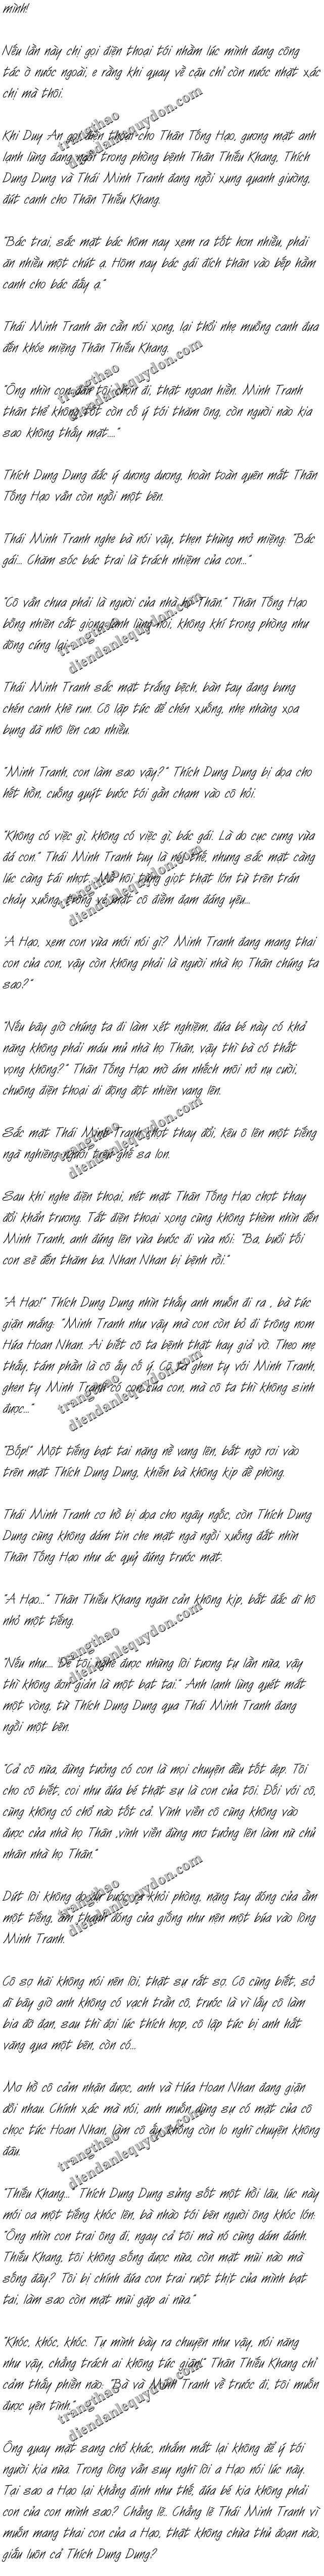 mình!
Nếu lần này chị gọi điện thoại tới nhằm lúc mình đang công
tác ở nước ngoài, e rằng khi quay về cậu chỉ còn nước nhặt xác
chị mà thôi.
Khi Duy An gọi điện thoại cho Thân Tống Hạo, gương mặt anh
lạnh lùng đang ngồi trong phòng bệnh Thân Thiếu Khang, Thích
Dung Dung và Thái Minh Tranh đang ngồi xung quanh giường,
đút canh cho Thân Thiếu Khang.
"Bác trai, sắc mặt bác hôm nay xem ra tốt hơn nhiều, phải
ăn nhiều một chút ạ. Hôm nay bác gái đích thân vào bếp hầm
canh cho bác đấy ạ."
Thái Minh Tranh ân cần nói xong, lại thổi nhẹ muỗng canh đưa
đến khóe miệng Thân Thiếu Khang.
"Ông nhìn con dâu tôi chọn đi, thật ngoan hiền. Minh Tranh
thân thể không tốt còn cố ý tới thăm ông, còn người nào kia
sao không thấy mặt...."
Thích Dung Dung đắc ý dương dương, hoàn toàn quên mất Thân
Tống Hạo vẫn còn ngồi một bên.
Thái Minh Tranh nghe bà nói vậy, thẹn thùng mở miệng: "Bác
gái... Chăm sóc bác trai là trách nhiệm của con..."
"Cô vẫn chưa phải là người của nhà họ Thân." Thân Tống Hạo
bỗng nhiên cất giọng lạnh lùng nói, không khí trong phòng như
đông cứng lại.
Thái Minh Tranh sắc mặt trắng bệch, bàn tay đang bưng
chén canh khẽ run. Cô lập tức để chén xuống, nhẹ nhàng xoa
bụng đã nhô lên cao nhiều.
"Minh Tranh, con làm sao vậy?" Thích Dung Dung bị dọa cho
hết hồn, cuống quýt bước tới gần chạm vào cô hỏi.
"Không có việc gì, không có việc gì, bác gái. Là do cục cưng vừa
đá con." Thái Minh Tranh tuy là nói thế, nhưng sắc mặt càng
lúc càng tái nhợt. Mồ hôi từng giọt thật lớn từ trên trán
chảy xuống, trông vẻ mặt cô điềm đạm đáng yêu...
"A Hạo, xem con vừa mới nói gì? Minh Tranh đang mang thai
con của con, vậy còn không phải là người nhà họ Thân chúng ta
sao?"
"Nếu bây giờ chúng ta đi làm xét nghiệm, đứa bé này có khả
năng không phải máu mủ nhà họ Thân, vậy thì bà có thất
vọng không?" Thân Tống Hạo mờ ám nhếch môi nở nụ cười,
chuông điện thoại di động đột nhiên vang lên.
Sắc mặt Thái Minh Tranh chợt thay đổi, kêu ô lên một tiếng
ngã nghiêng người trên ghế sa lon.
Sau khi nghe điện thoại, nét mặt Thân Tống Hạo chợt thay
đổi khẩn trương. Tắt điện thoại xong cũng không thèm nhìn đến
Minh Tranh, anh đứng lên vừa bước đi vừa nói: "Ba, buổi tối
con sẽ đến thăm ba. Nhan Nhan bị bệnh rồi."
"A Hạo!" Thích Dung Dung nhìn thấy anh muốn đi ra , bà tức
giận mắng: "Minh Tranh như vậy mà con còn bỏ đi trông nom
Hứa Hoan Nhan. Ai biết cô ta bệnh thật hay giả vờ. Theo mẹ
thấy, tám phần là cô ấy cố ý. Cô ta ghen tỵ với Minh Tranh,
ghen tỵ Minh Tranh có con của con, mà cô ta thì không sinh
được..."
"Bốp!" Một tiếng bạt tai nặng nề vang lên, bất ngờ rơi vào
trên mặt Thích Dung Dung, khiến bà không kịp đề phòng.
Thái Minh Tranh cơ hồ bị dọa cho ngây ngốc, còn Thích Dung
Dung cũng không dám tin che mặt ngã ngồi xuống đất nhìn
Thân Tống Hạo như ác quỷ đứng trước mặt.
"A Hạo..." Thân Thiếu Khang ngăn cản không kịp, bất đắc dĩ hô
nhỏ một tiếng.
"Nếu như.... Để tôi nghe được những lời tương tự lần nữa, vậy
thì không đơn giản là một bạt tai." Anh lạnh lùng quét mắt
một vòng, từ Thích Dung Dung qua Thái Minh Tranh đang
ngồi một bên.
"Cả cô nữa, đừng tưởng có con là mọi chuyện đều tốt đẹp. Tôi
cho cô biết, coi như đứa bé thật sự là con của tôi. Đối với cô,
cũng không có chổ nào tốt cả. Vĩnh viễn cô cũng không vào
được của nhà họ Thân ,vĩnh viễn đừng mơ tưởng lên làm nữ chủ
nhân nhà họ Thân."
Dứt lời không do dự bước ra khỏi phòng, nâng tay đóng cửa ầm
một tiếng, âm thanh đóng cửa giống như nện một búa vào lòng
Minh Tranh.
Cô sợ hãi không nói nên lời, thật sự rất sợ. Cô cũng biết, sở
dĩ bây giờ anh không có vạch trần cô, trước là vì lấy cô làm
bia đỡ đạn, sau thì đợi lúc thích hợp, cô lập tức bị anh hất
văng qua một bên, còn có...
Mơ hồ cô cảm nhận được, anh và Hứa Hoan Nhan đang giận
dỗi nhau. Chính xác mà nói, anh muốn dùng sự có mặt của cô
chọc tức Hoan Nhan, làm cô ấy không còn lo nghĩ chuyện không
đâu.
"Thiếu Khang..." Thích Dung Dung sửng sốt một hồi lâu, lúc này
mới oa một tiếng khóc lên, bà nhào tới bên người ông khóc lớn:
"Ông nhìn con trai ông đi, ngay cả tôi mà nó cũng dám đánh.
Thiếu Khang, tôi không sống được nữa, còn mặt mũi nào mà
sống đây? Tôi bị chính đứa con trai ruột thịt của mình bạt
tai, làm sao còn mặt mũi gặp ai nữa."
"Khóc, khóc, khóc. Tự mình bày ra chuyện như vậy, nói năng
như vậy, chẳng trách ai không tức giận!" Thân Thiếu Khang chỉ
cảm thấy phiền não: "Bà và Minh Tranh về trước đi, tôi muốn
được yên tĩnh."
Ông quay mặt sang chổ khác, nhắm mắt lại không để ý tới
người kia nữa. Trong lòng vẫn suy nghĩ lời a Hạo nói lúc nãy.
Tại sao a Hạo lại khẳng định như thế, đứa bé kia không phải
con của con mình sao? Chẳng lẽ... Chẳng lẽ Thái Minh Tranh vì
muốn mang thai con của a Hạo, thật không chừa thủ đoạn nào,
giấu luôn cả Thích Dung Dung?